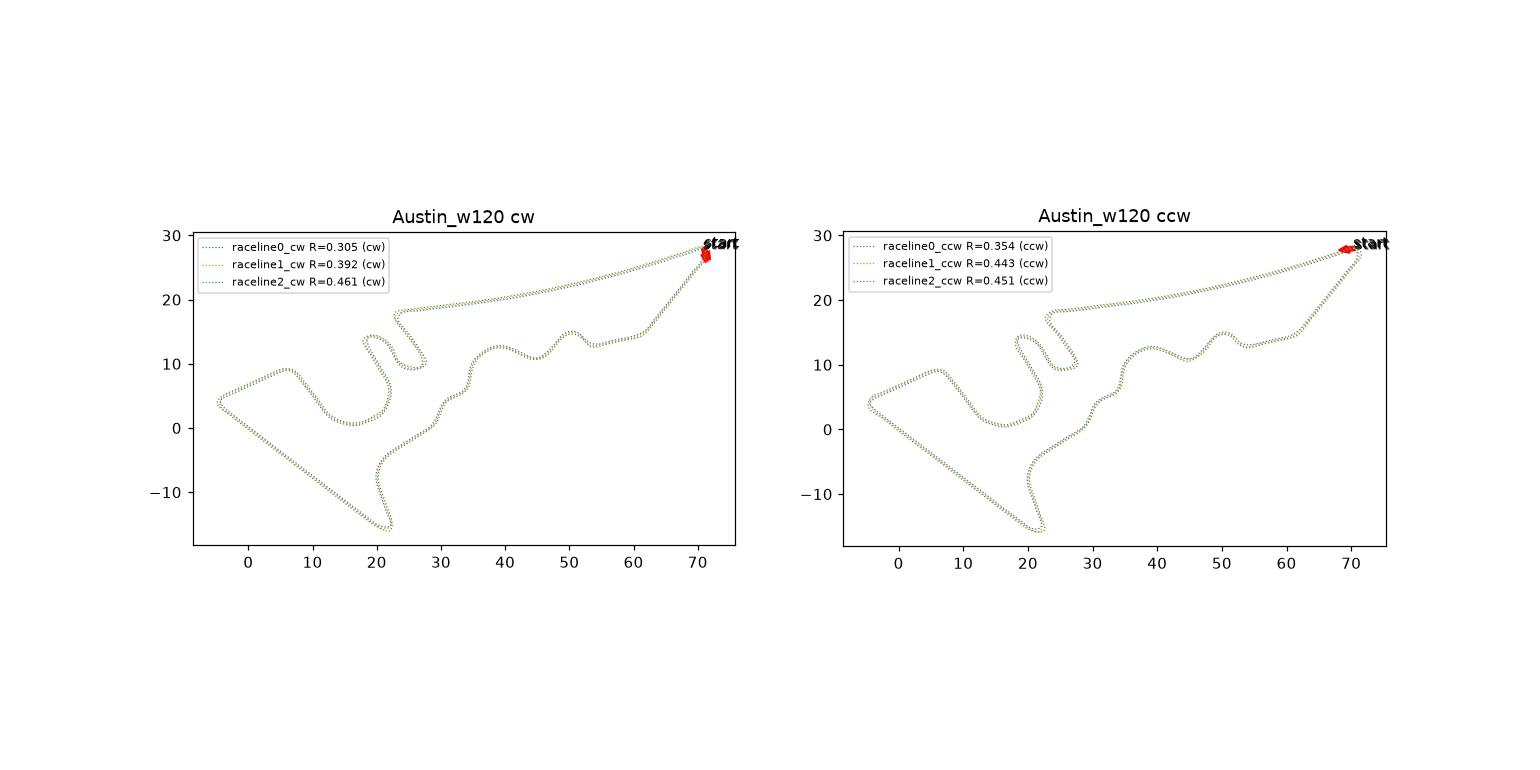 Austin_w120 cw
raceline0_cw R=0.305 (cw)
raceline1_cw R=0.392 (cw)
raceline2_cw R=0.461 (cw)
start
30
20
10
0
−10
0 10 20 30 40 50 60 70
Austin_w120 ccw
raceline0_ccw R=0.354 (ccw)
raceline1_ccw R=0.443 (ccw)
raceline2_ccw R=0.451 (ccw)
start
30
20
10
0
−10
0 10 20 30 40 50 60 70